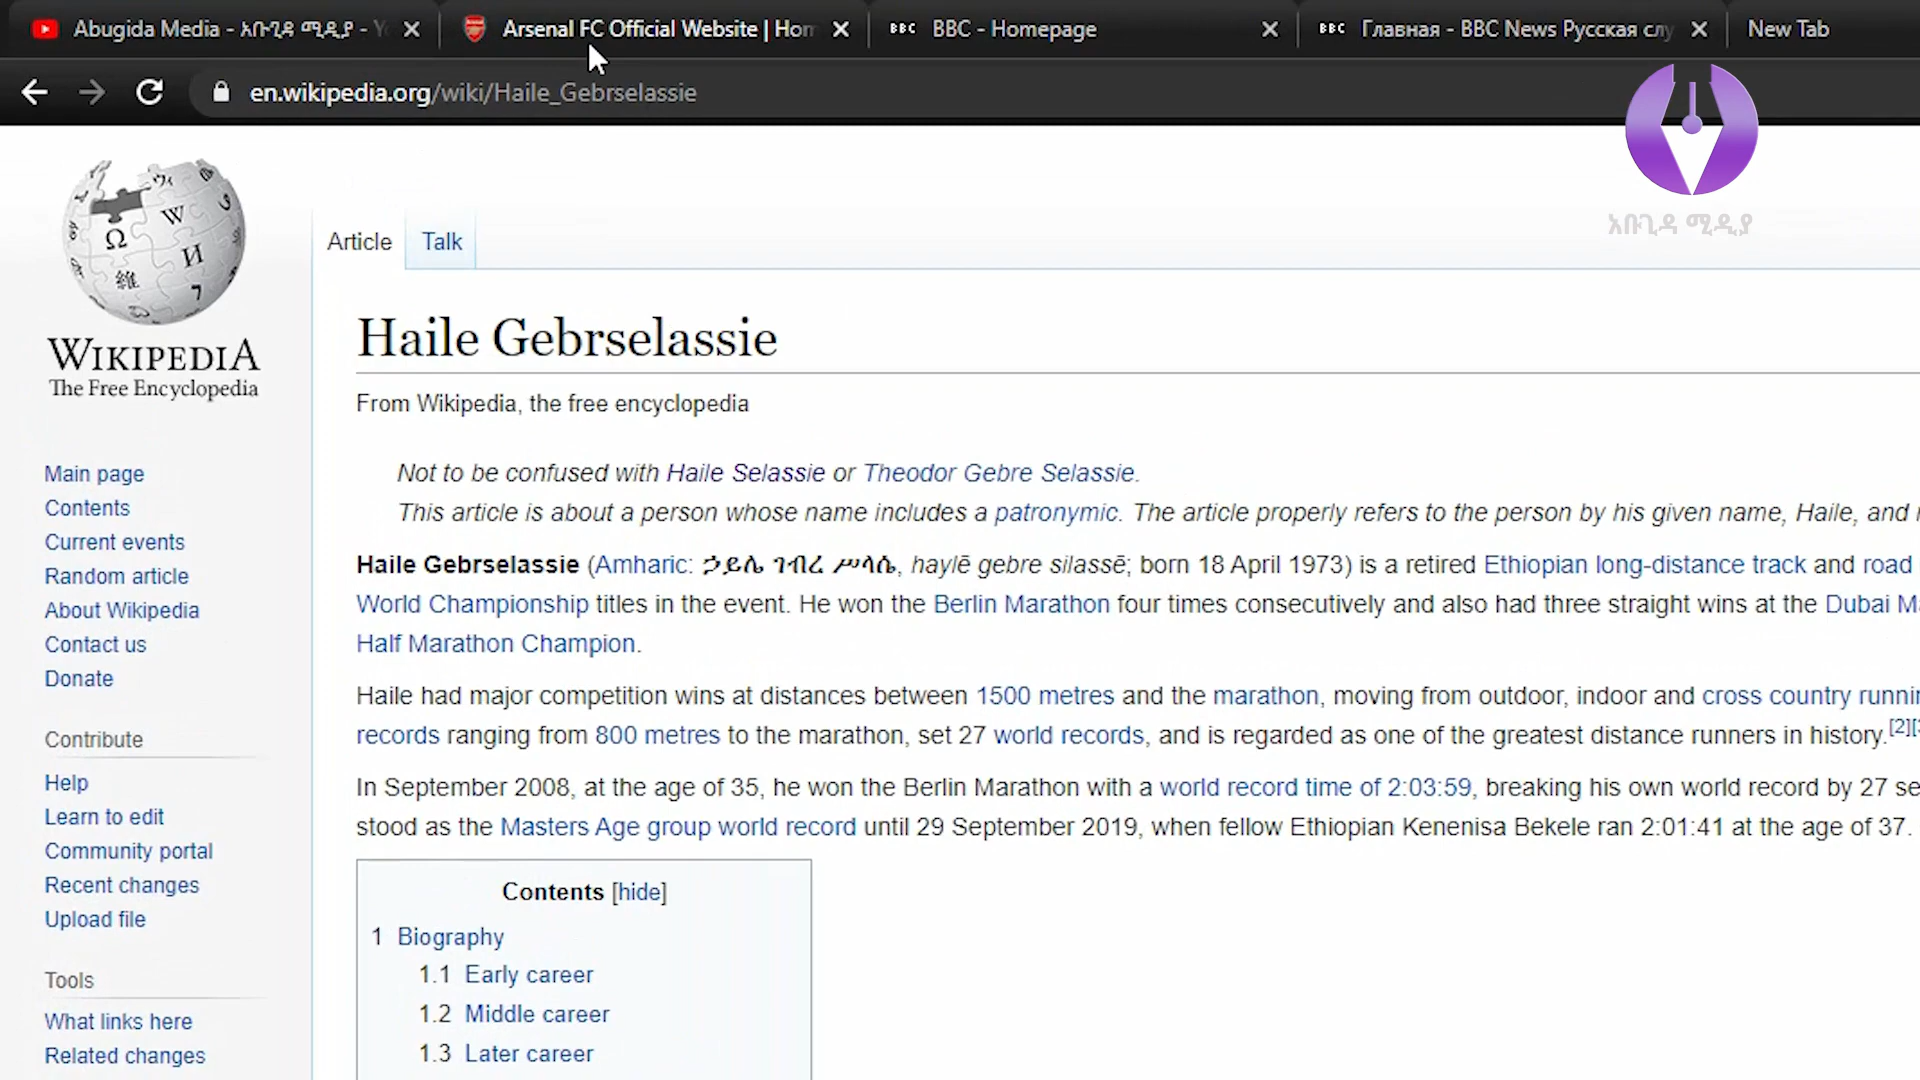 Abugida Media - አቡጊዳ ሚዲያ - Y
Arsenal FC Official Website | Hom
BBC - Homepage
Главная - BBC News Русская слу
New Tab
en.wikipedia.org/wiki/Haile_Gebrselassie
አቡጊዳ ሚዲያ
WIKIPEDIA
The Free Encyclopedia
Main page
Contents
Current events
Random article
About Wikipedia
Contact us
Donate
Contribute
Help
Learn to edit
Community portal
Recent changes
Upload file
Tools
What links here
Related changes
Article
Talk
Haile Gebrselassie
From Wikipedia, the free encyclopedia
Not to be confused with Haile Selassie or Theodor Gebre Selassie.
This article is about a person whose name includes a patronymic. The article properly refers to the person by his given name, Haile, and
Haile Gebrselassie (Amharic: ኃይሌ ገብረ ሥላሴ, haylē gebre silassē; born 18 April 1973) is a retired Ethiopian long-distance track and road
World Championship titles in the event. He won the Berlin Marathon four times consecutively and also had three straight wins at the Dubai
Half Marathon Champion.
Haile had major competition wins at distances between 1500 metres and the marathon, moving from outdoor, indoor and cross country runnin
records ranging from 800 metres to the marathon, set 27 world records, and is regarded as one of the greatest distance runners in history.[2]
In September 2008, at the age of 35, he won the Berlin Marathon with a world record time of 2:03:59, breaking his own world record by 27 se
stood as the Masters Age group world record until 29 September 2019, when fellow Ethiopian Kenenisa Bekele ran 2:01:41 at the age of 37.
Contents [hide]
1 Biography
1.1 Early career
1.2 Middle career
1.3 Later career